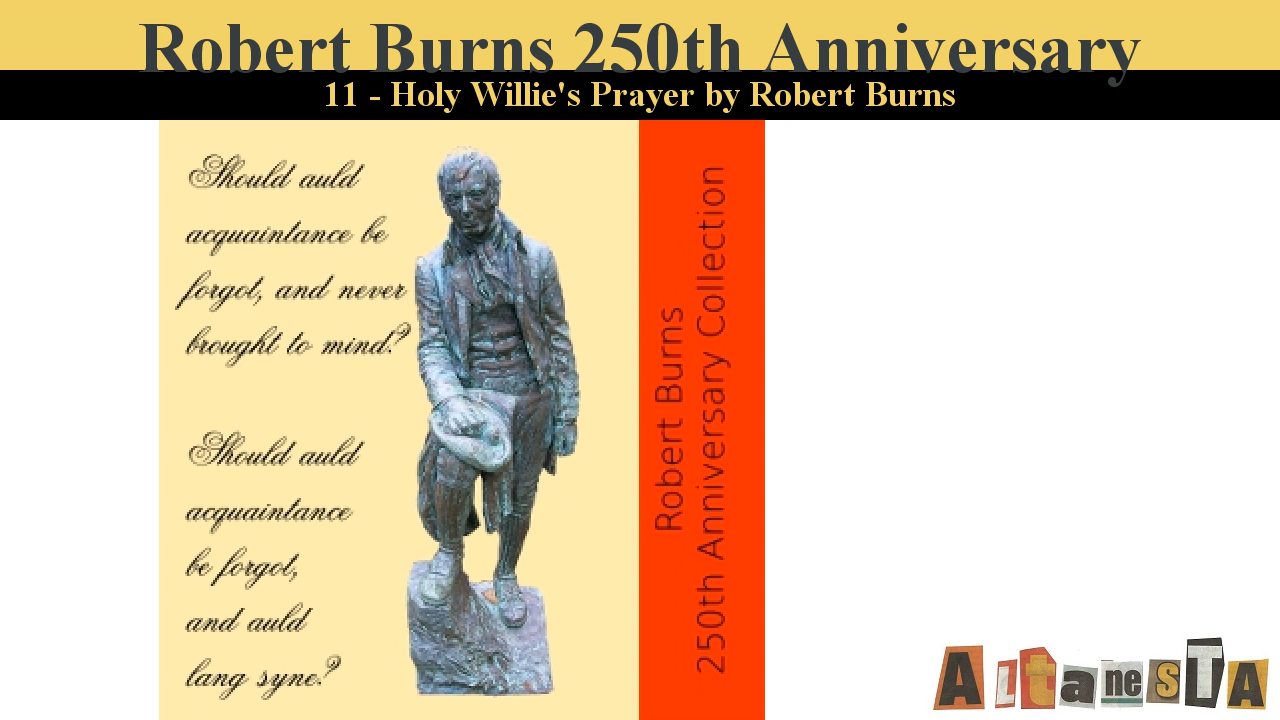 Robert Burns 250th Anniversary
11 - Holy Willie's Prayer by Robert Burns
Should auld
acquaintance be
forgot, and never
brought to mind?
Should auld
acquaintance
be forgot,
and auld
lang syne?
Robert Burns
250th Anniversary Collection
AltanesTA